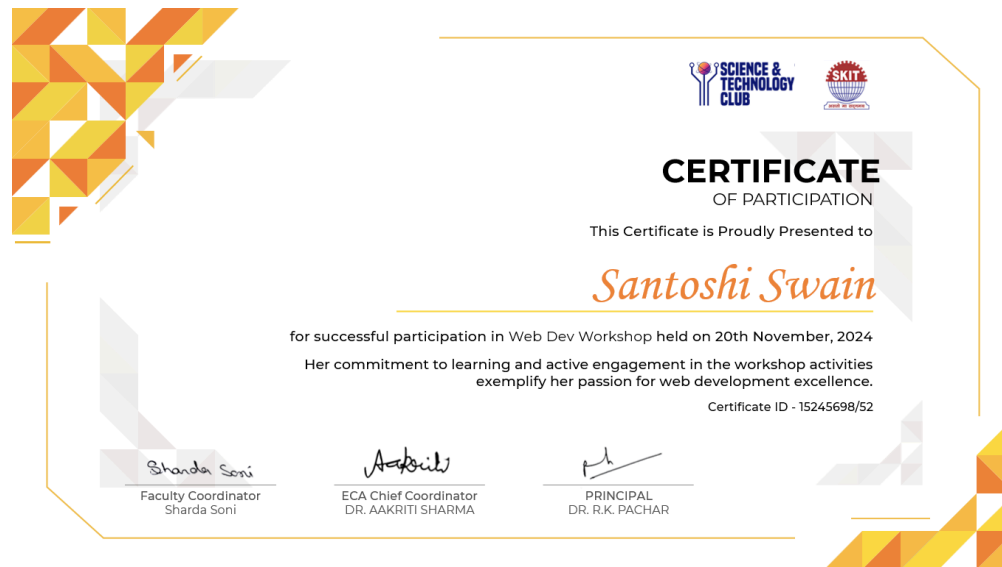 SCIENCE &
TECHNOLOGY
CLUB
SKIT
CERTIFICATE
OF PARTICIPATION
This Certificate is Proudly Presented to
Santoshi Swain
for successful participation in Web Dev Workshop held on 20th November, 2024
Her commitment to learning and active engagement in the workshop activities
exemplify her passion for web development excellence.
Certificate ID - 15245698/52
Sharda Soni
Aakriti
Faculty Coordinator
Sharda Soni
ECA Chief Coordinator
DR. AAKRITI SHARMA
PRINCIPAL
DR. R.K. PACHAR